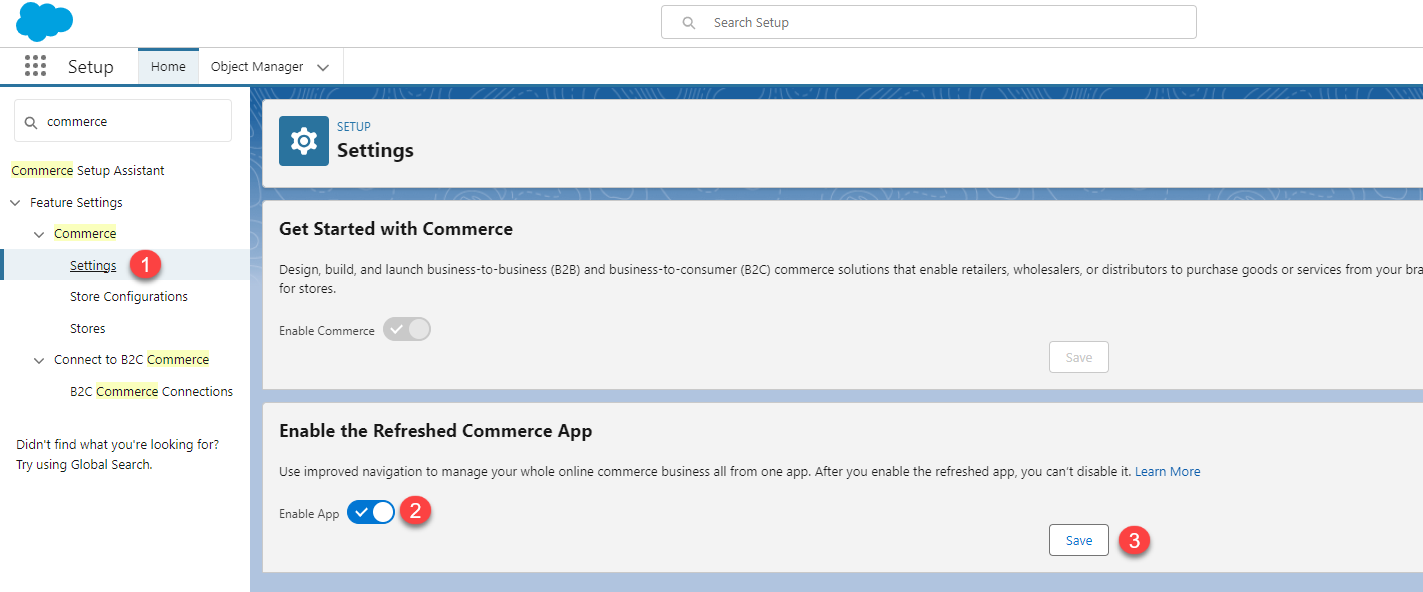 Search Setup
Setup
Home
Object Manager
commerce
Commerce Setup Assistant
Feature Settings
Commerce
Settings
1
Store Configurations
Stores
Connect to B2C Commerce
B2C Commerce Connections
Didn't find what you're looking for?
Try using Global Search.
SETUP
Settings
Get Started with Commerce
Design, build, and launch business-to-business (B2B) and business-to-consumer (B2C) commerce solutions that enable retailers, wholesalers, or distributors to purchase goods or services from your bra
for stores.
Enable Commerce
Save
Enable the Refreshed Commerce App
Use improved navigation to manage your whole online commerce business all from one app. After you enable the refreshed app, you can't disable it. Learn More
Enable App
2
Save
3